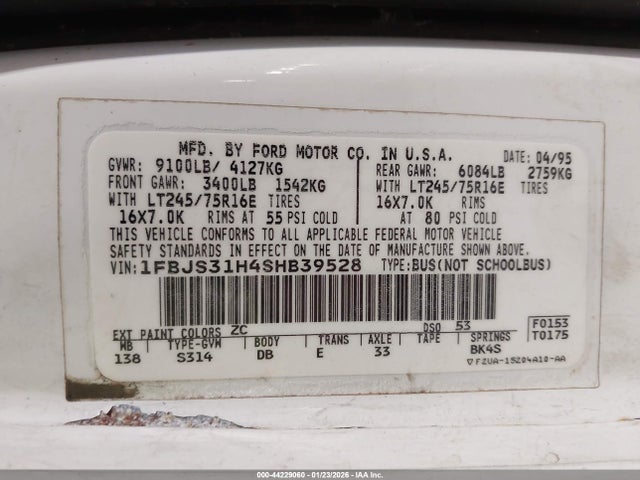 MFD. BY FORD MOTOR CO. IN U.S.A. DATE: 04/95
GVWR: 9100LB/ 4127KG
FRONT GAWR: 3400LB 1542KG REAR GAWR: 6084LB 2759KG
WITH LT245/75R16E TIRES WITH LT245/75R16E TIRES
16X7.0K RIMS AT 55 PSI COLD 16X7.0K RIMS AT 80 PSI COLD
THIS VEHICLE CONFORMS TO ALL APPLICABLE FEDERAL MOTOR VEHICLE
SAFETY STANDARDS IN EFFECT ON THE DATE OF MANUFACTURE SHOWN ABOVE.
VIN: 1FBJS31H4SHB39528 TYPE: BUS(NOT SCHOOLBUS)
EXT PAINT COLORS ZC DSO 53 F0153
WB TYPE-GVM BODY TRANS AXLE TAPE SPRINGS T0175
138 S314 DB E 33 BK4S
▽F2UA-15204A10-AA
000-44229060 - 01/23/2026 - IAA Inc.